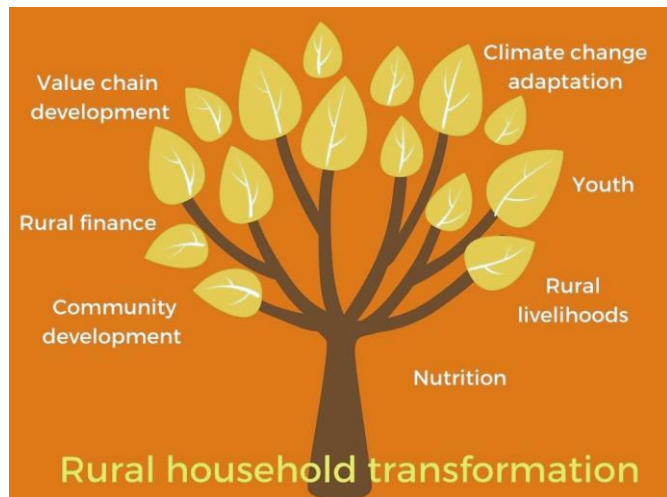 Value chain
development
Climate change
adaptation
Youth
Rural finance
Rural
livelihoods
Community
development
Nutrition
Rural household transformation